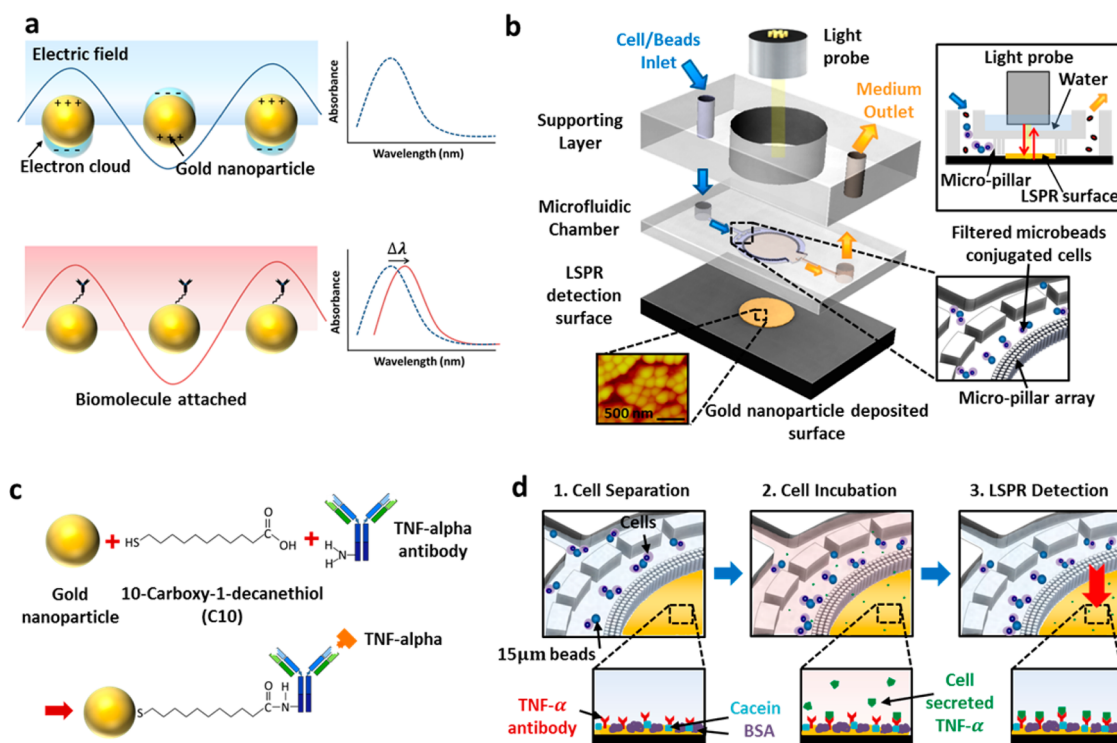 a
Electric field
+ + +
- - -
+ + +
- - -
+ + +
- - -
Electron cloud
Gold nanoparticle
Absorbance
Wavelength (nm)
Biomolecule attached
Δλ
Absorbance
Wavelength (nm)
b
Cell/Beads
Inlet
Light
probe
Medium
Outlet
Supporting
Layer
Microfluidic
Chamber
LSPR
detection
surface
500 nm
Gold nanoparticle deposited
surface
Light probe
Water
Micro-pillar
LSPR surface
Filtered microbeads
conjugated cells
Micro-pillar array
c
Gold
nanoparticle
+
HS
O
C
OH
10-Carboxy-1-decanethiol
(C10)
+
H
N
H
TNF-alpha
antibody
TNF-alpha
S
O
C
N
H
d
1. Cell Separation
2. Cell Incubation
3. LSPR Detection
Cells
15μm beads
TNF-α
antibody
Cacein
BSA
Cell
secreted
TNF-α